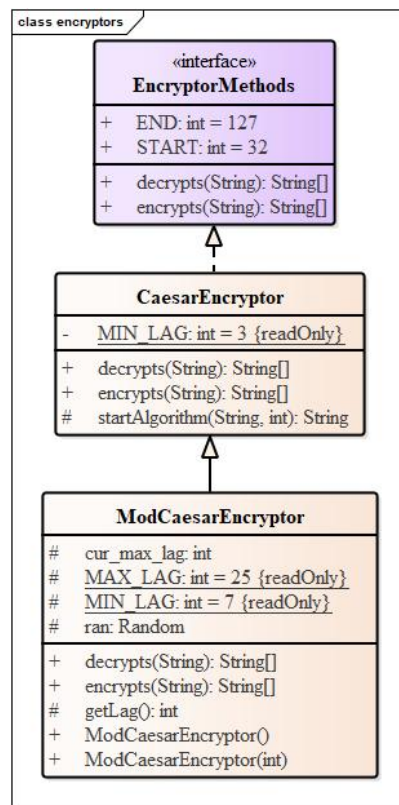 class encryptors
«interface»
EncryptorMethods
+ END: int = 127
+ START: int = 32
+ decrypts(String): String[]
+ encrypts(String): String[]
CaesarEncryptor
- MIN_LAG: int = 3 {readOnly}
+ decrypts(String): String[]
+ encrypts(String): String[]
# startAlgorithm(String, int): String
ModCaesarEncryptor
# cur_max_lag: int
# MAX_LAG: int = 25 {readOnly}
# MIN_LAG: int = 7 {readOnly}
# ran: Random
+ decrypts(String): String[]
+ encrypts(String): String[]
# getLag(): int
+ ModCaesarEncryptor()
+ ModCaesarEncryptor(int)